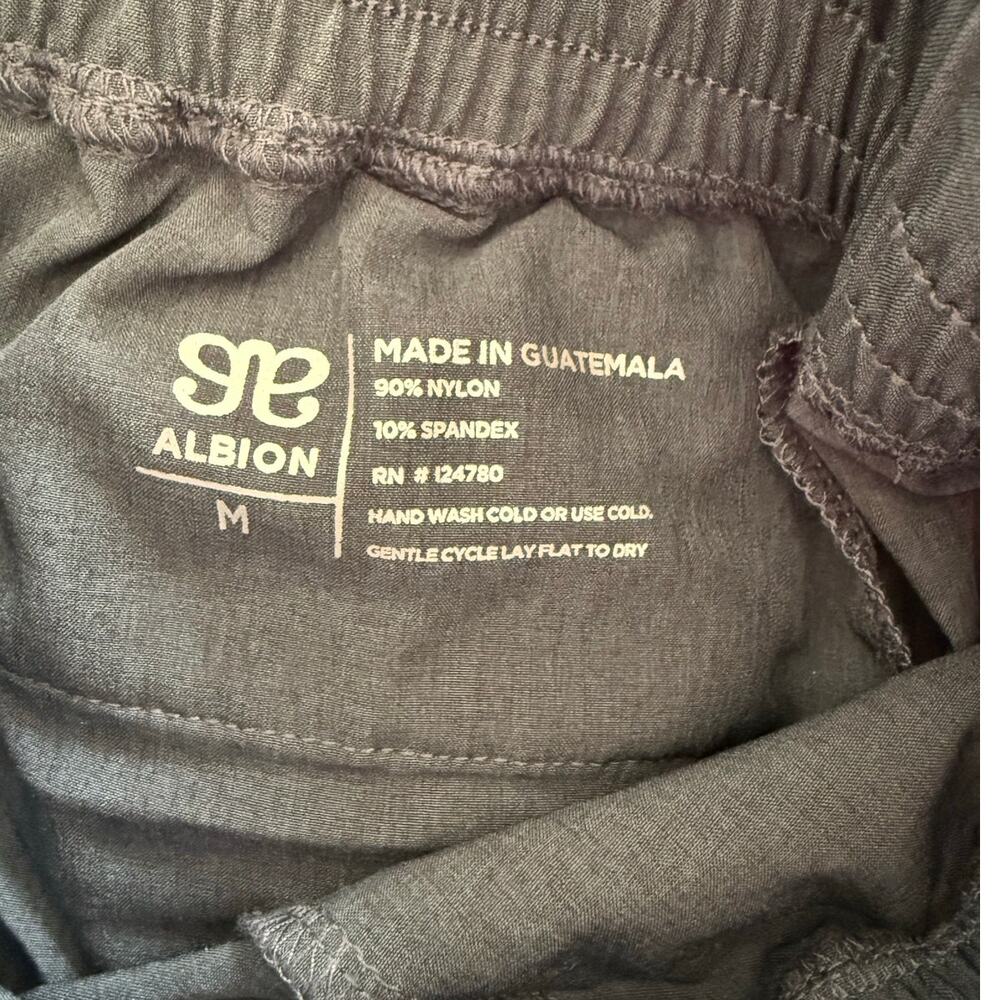 ALBION
M
MADE IN GUATEMALA
90% NYLON
10% SPANDEX
RN # 124780
HAND WASH COLD OR USE COLD.
GENTLE CYCLE LAY FLAT TO DRY